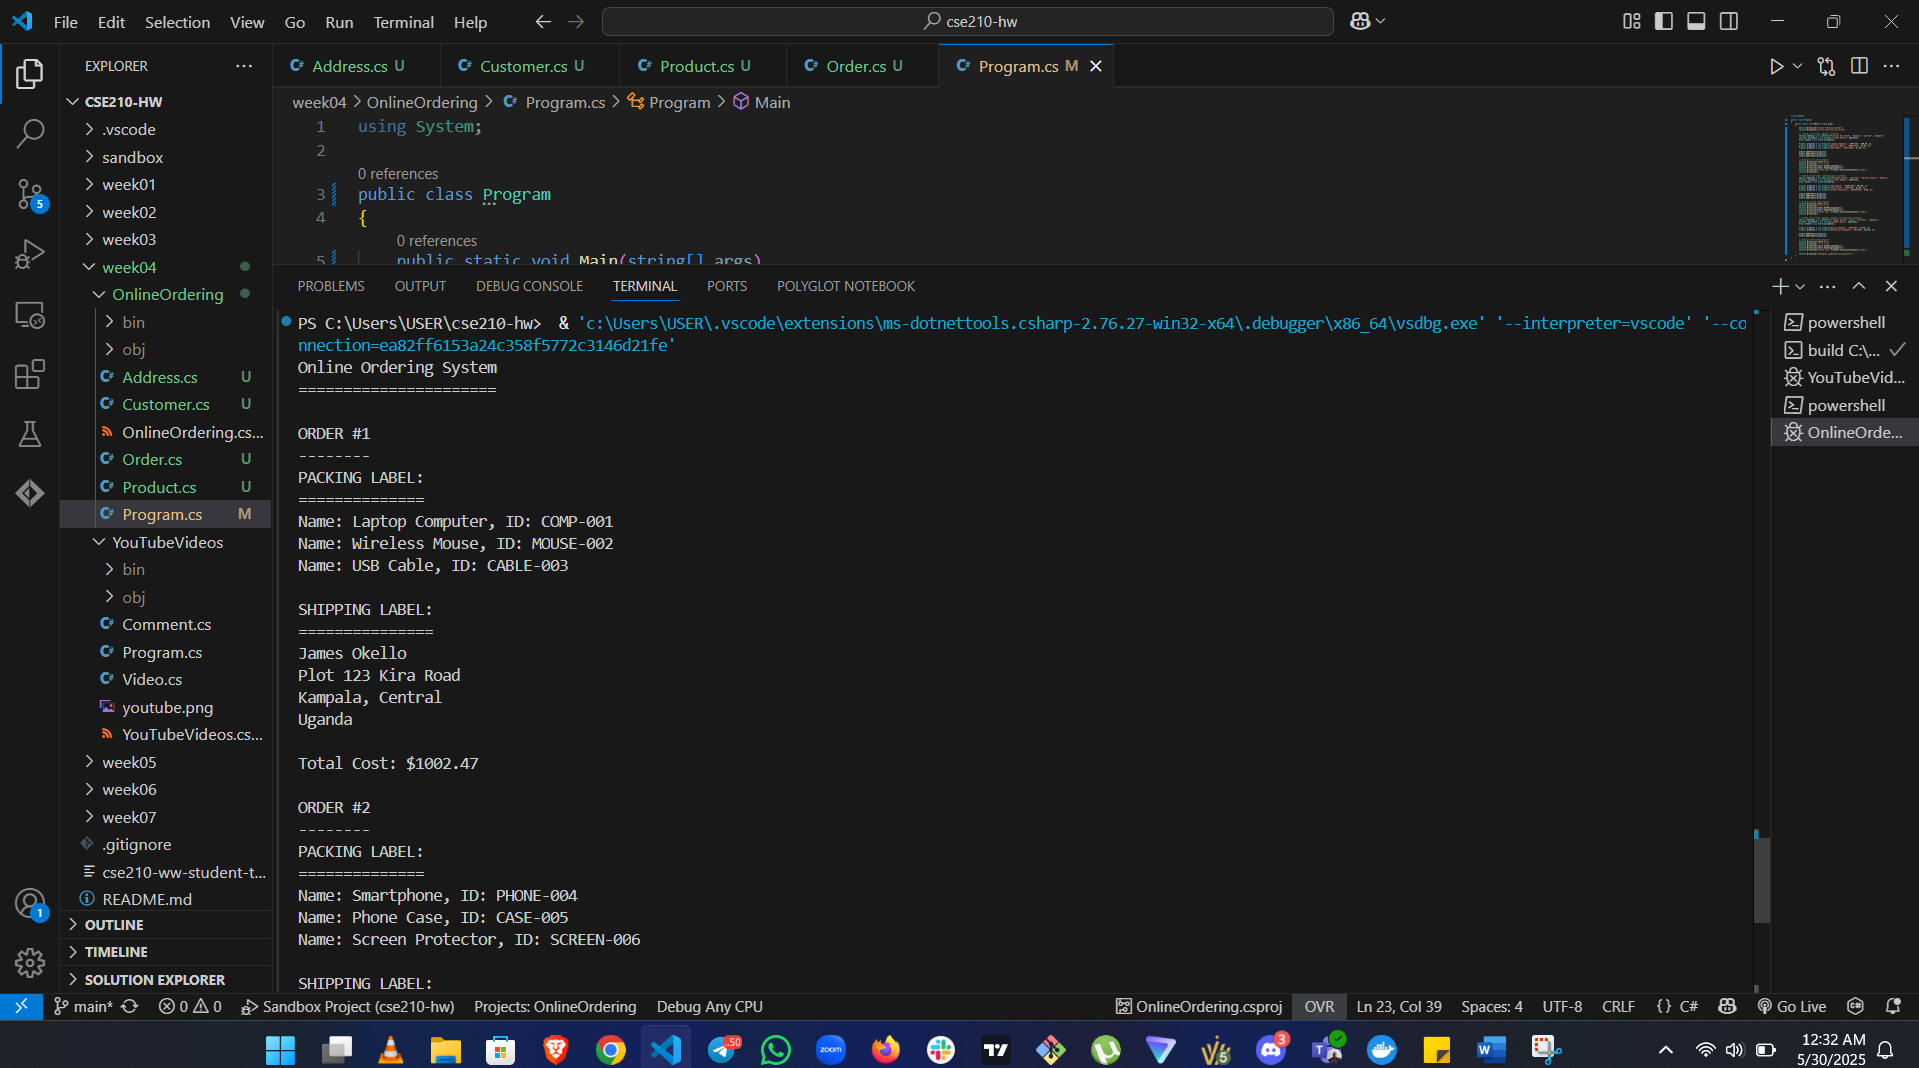 File Edit Selection View Go Run Terminal Help
cse210-hw
EXPLORER
CSE210-HW
.vscode
sandbox
week01
week02
week03
week04
OnlineOrdering
bin
obj
Address.cs U
Customer.cs U
OnlineOrdering.cs...
Order.cs U
Product.cs U
Program.cs M
YouTubeVideos
bin
obj
Comment.cs
Program.cs
Video.cs
youtube.png
YouTubeVideos.cs...
week05
week06
week07
.gitignore
cse210-ww-student-t...
README.md
OUTLINE
TIMELINE
SOLUTION EXPLORER
5
1
Address.cs U Customer.cs U Product.cs U Order.cs U Program.cs M
week04 > OnlineOrdering > Program.cs > Program > Main
1 using System;
2
0 references
3 public class Program
4 {
0 references
5 public static void Main(string[] args)
PROBLEMS OUTPUT DEBUG CONSOLE TERMINAL PORTS POLYGLOT NOTEBOOK
PS C:\Users\USER\cse210-hw> & 'c:\Users\USER\.vscode\extensions\ms-dotnettools.csharp-2.76.27-win32-x64\.debugger\x86_64\vsdbg.exe' '--interpreter=vscode' '--co
nnection=ea82ff6153a24c358f5772c3146d21fe'
Online Ordering System
======================
ORDER #1
--------
PACKING LABEL:
==============
Name: Laptop Computer, ID: COMP-001
Name: Wireless Mouse, ID: MOUSE-002
Name: USB Cable, ID: CABLE-003
SHIPPING LABEL:
===============
James Okello
Plot 123 Kira Road
Kampala, Central
Uganda
Total Cost: $1002.47
ORDER #2
--------
PACKING LABEL:
==============
Name: Smartphone, ID: PHONE-004
Name: Phone Case, ID: CASE-005
Name: Screen Protector, ID: SCREEN-006
SHIPPING LABEL:
powershell
build C:\...
YouTubeVid...
powershell
OnlineOrde...
main* 0 0 Sandbox Project (cse210-hw) Projects: OnlineOrdering Debug Any CPU OnlineOrdering.csproj OVR Ln 23, Col 39 Spaces: 4 UTF-8 CRLF {} C# Go Live
50
zoom
3
12:32 AM
5/30/2025